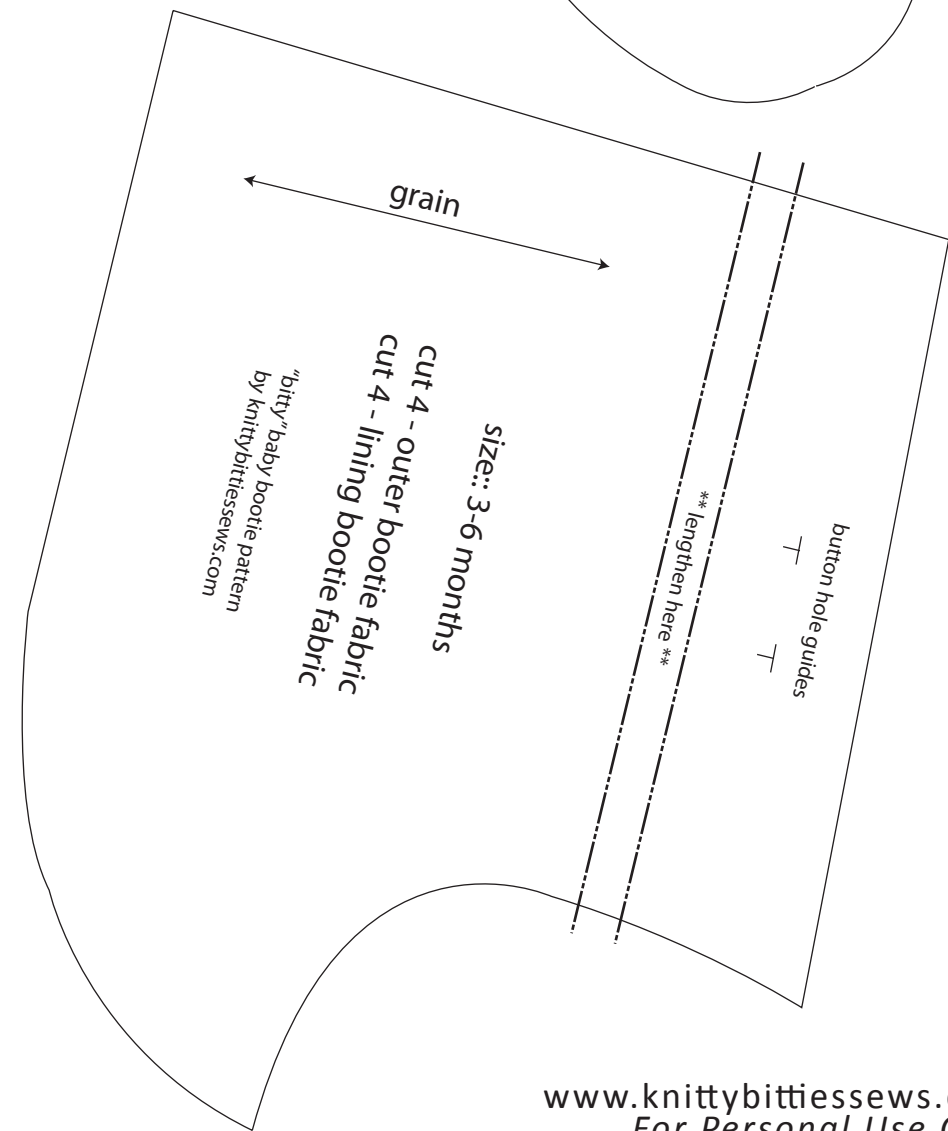 grain
size:: 3-6 months
cut 4 - outer bootie fabric
cut 4 - lining bootie fabric
"bitty" baby bootie pattern
by knittybittiessews.com
** lengthen here **
button hole guides
www.knittybittiessews.
For Personal Use